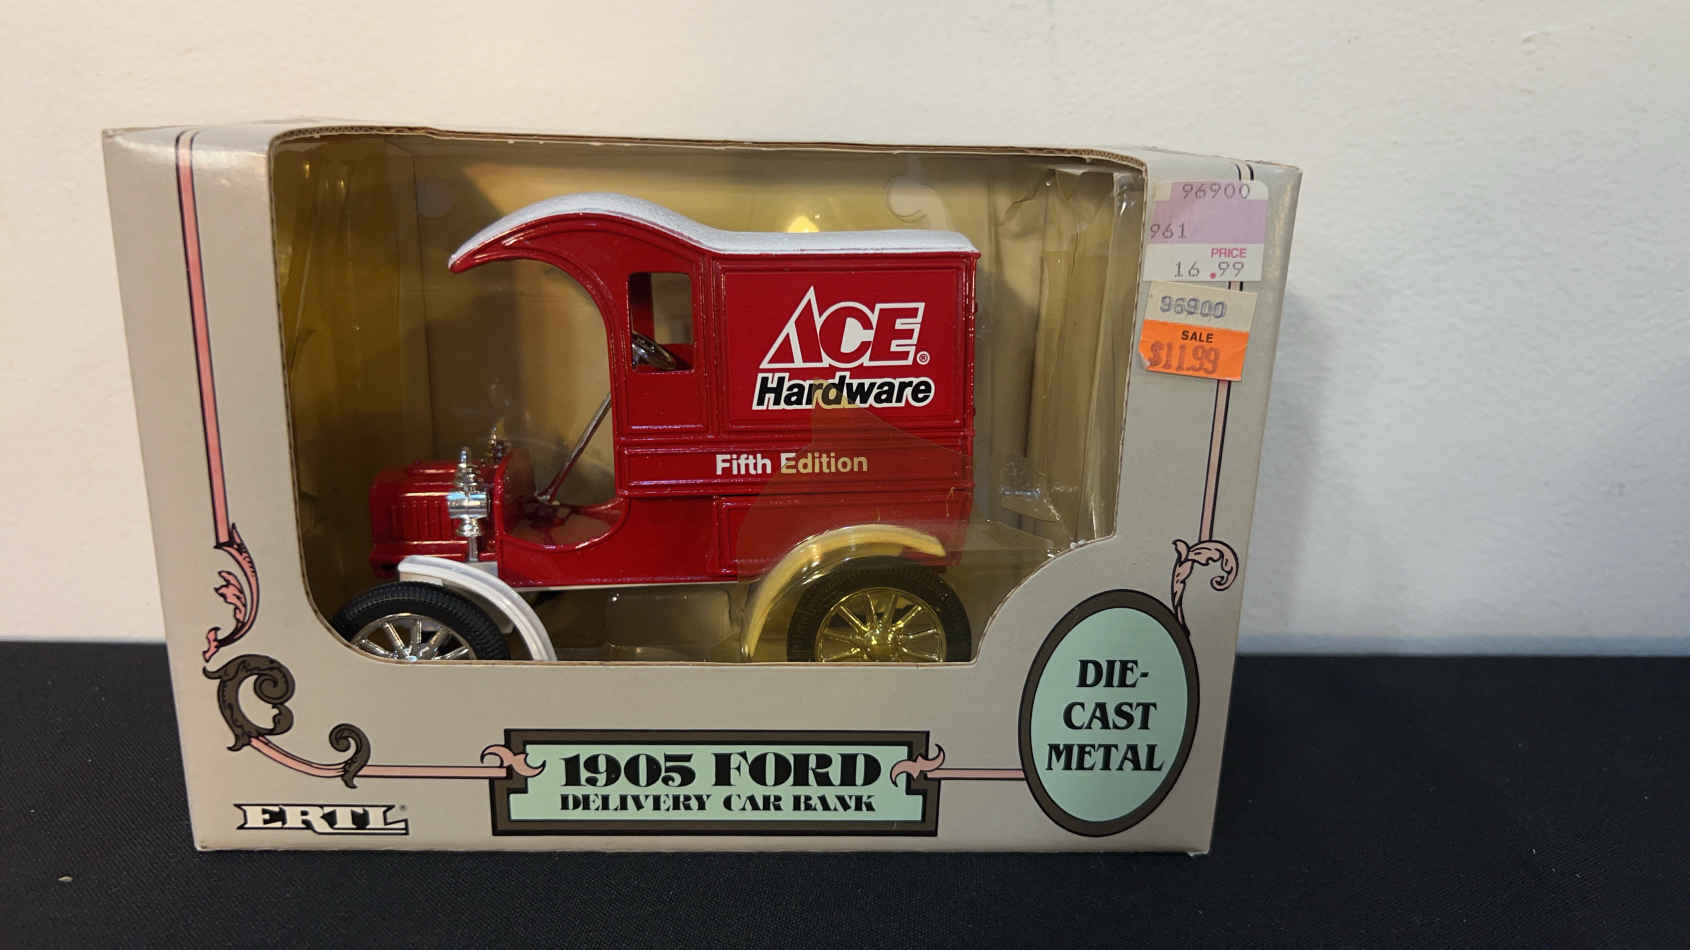 96900
961
PRICE
16.99
96900
SALE
$11.99
ACE®
Hardware
Fifth Edition
DIE-
CAST
METAL
1905 FORD
DELIVERY CAR BANK
ERTL®